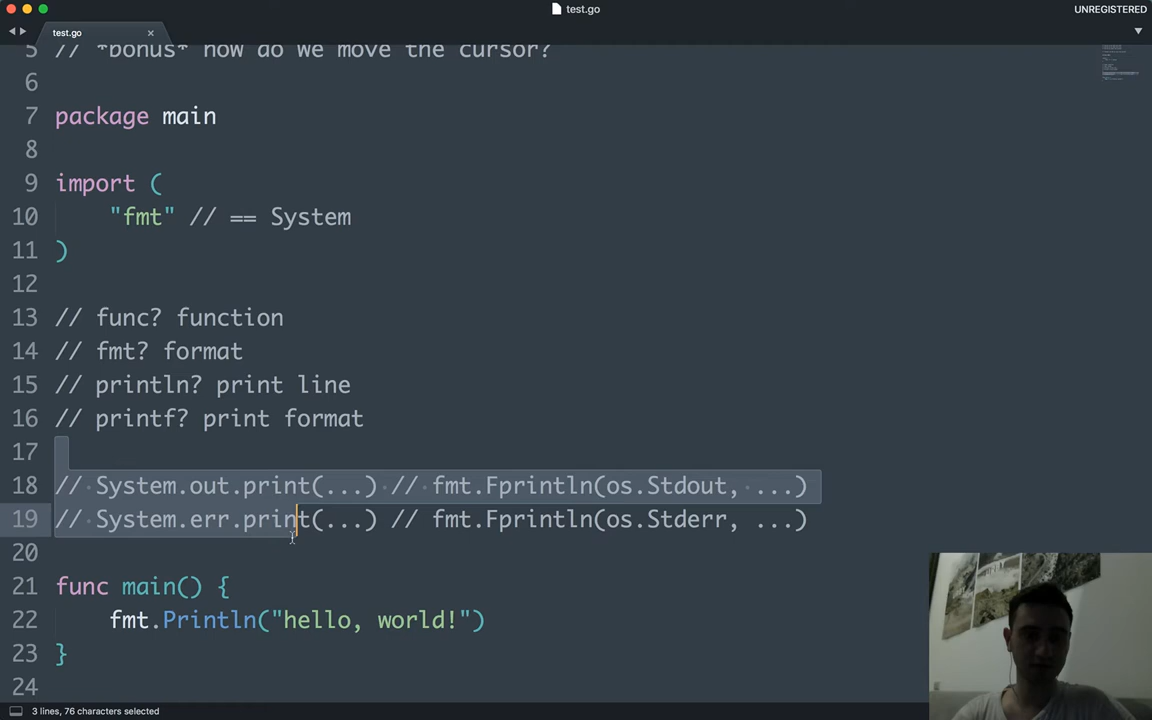 test.go
UNREGISTERED
test.go
5 // *bonus* how do we move the cursor?
6
7 package main
8
9 import (
10 "fmt" // == System
11 )
12
13 // func? function
14 // fmt? format
15 // println? print line
16 // printf? print format
17
18 // System.out.print(...) // fmt.Fprintln(os.Stdout, ...)
19 // System.err.print(...) // fmt.Fprintln(os.Stderr, ...)
20
21 func main() {
22 fmt.Println("hello, world!")
23 }
24
3 lines, 76 characters selected